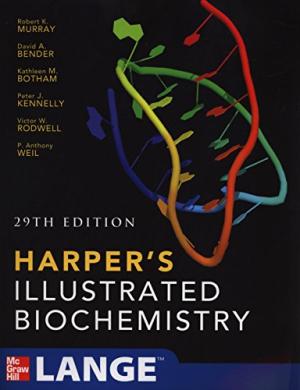 Robert K.
MURRAY
David A.
BENDER
Kathleen M.
BOTHAM
Peter J.
KENNELLY
Victor W.
RODWELL
P. Anthony
WEIL
29TH EDITION
HARPER'S
ILLUSTRATED
BIOCHEMISTRY
Mc
Graw
Hill
LANGE™